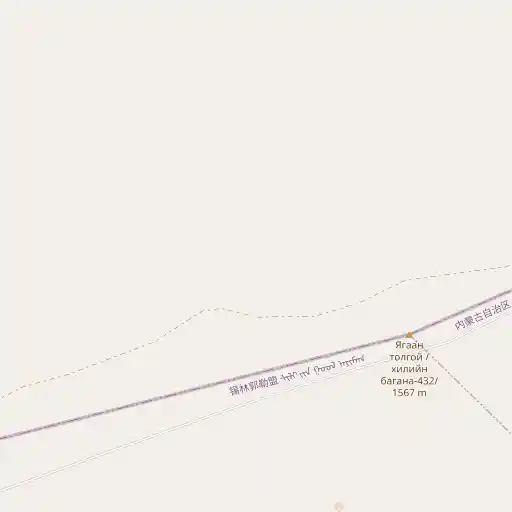 内蒙古自治区
锡林郭勒盟
Ягаан
толгой /
хилийн
багана-432/
1567 m